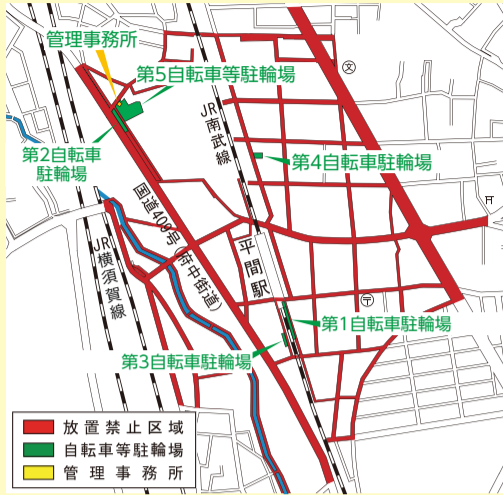 管理事務所
第5自転車等駐輪場
文
JR南武線
第2自転車
駐輪場
第4自転車駐輪場
国道409号(府中街道)
JR横須賀線
平間駅
第1自転車駐輪場
第3自転車駐輪場
放置禁止区域
自転車等駐輪場
管理事務所